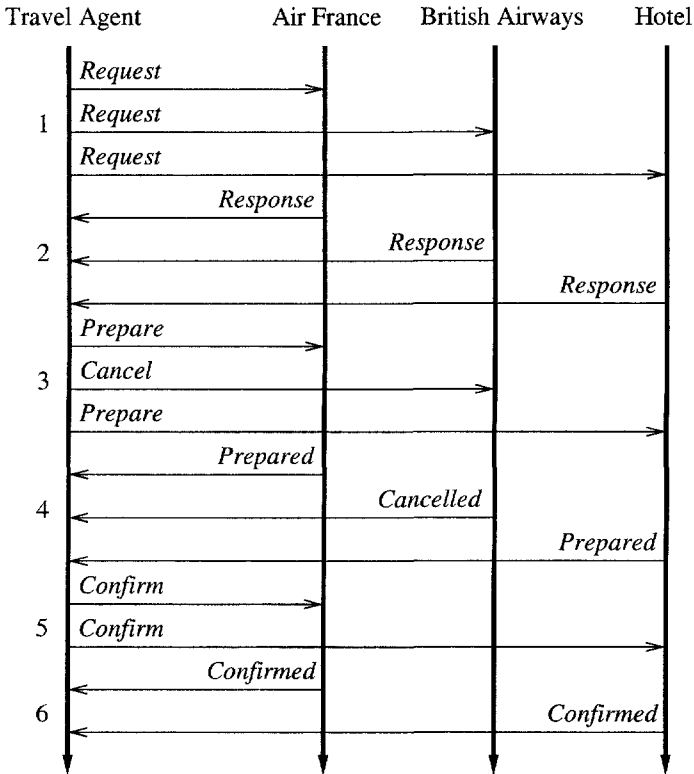 Travel Agent Air France British Airways Hotel
Request
1
Request
Request
Response
2
Response
Response
Prepare
3
Cancel
Prepare
Prepared
4
Cancelled
Prepared
Confirm
5
Confirm
Confirmed
6
Confirmed